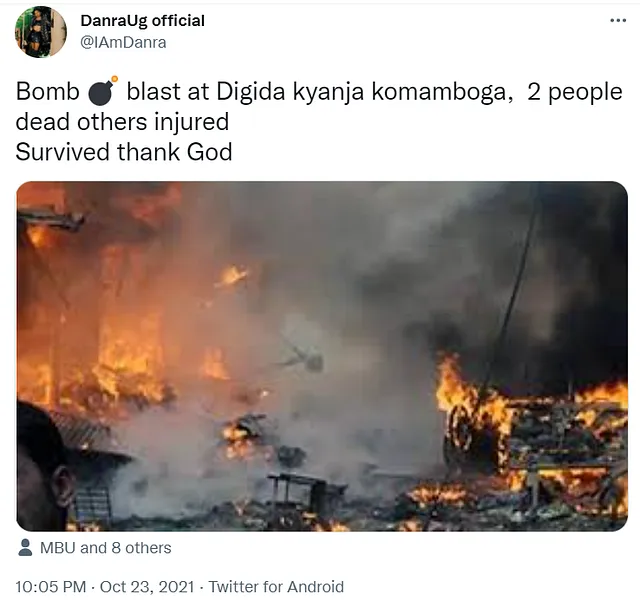 DanraUg official
@IAmDanra
Bomb 💣 blast at Digida kyanja komamboga, 2 people
dead others injured
Survived thank God
MBU and 8 others
10:05 PM · Oct 23, 2021 · Twitter for Android